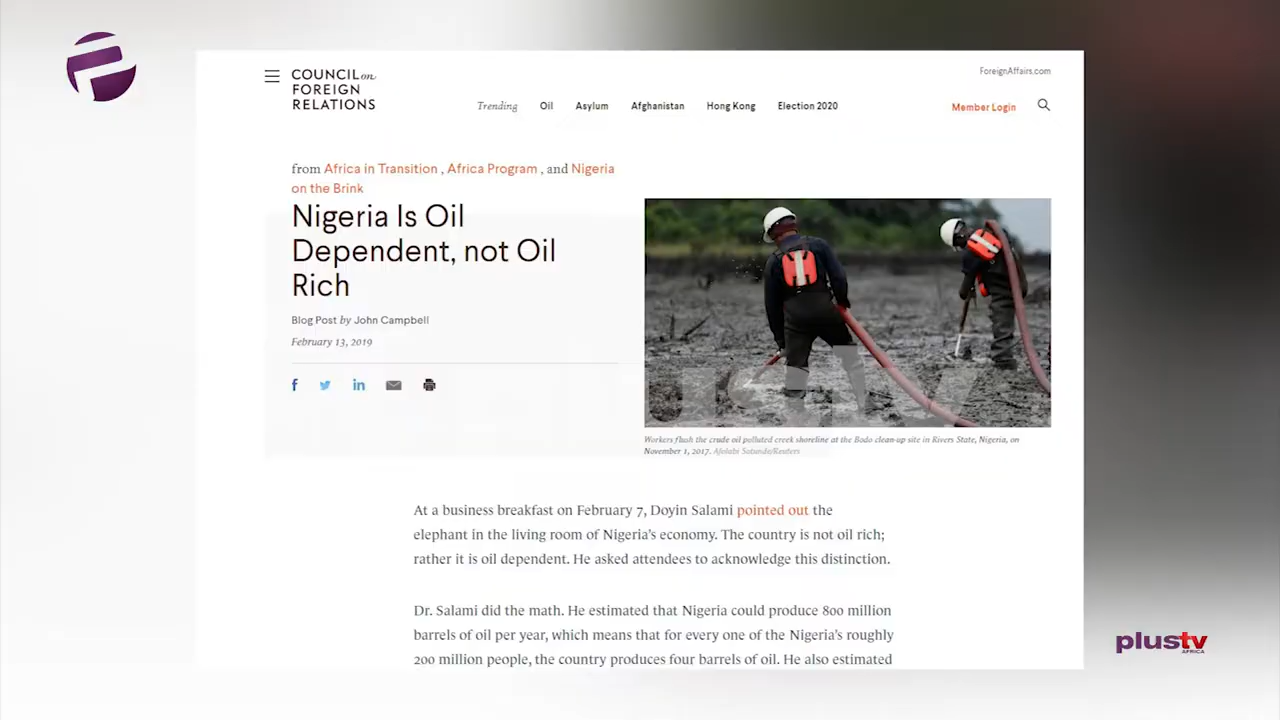 COUNCIL on
FOREIGN
RELATIONS
ForeignAffairs.com
Trending Oil Asylum Afghanistan Hong Kong Election 2020
Member Login
from Africa in Transition , Africa Program , and Nigeria
on the Brink
Nigeria Is Oil
Dependent, not Oil
Rich
Blog Post by John Campbell
February 13, 2019
f in
ustv
Workers flush the crude oil polluted creek shoreline at the Bodo clean-up site in Rivers State, Nigeria, on
November 1, 2017. Afolabi Sotunde/Reuters
At a business breakfast on February 7, Doyin Salami pointed out the
elephant in the living room of Nigeria's economy. The country is not oil rich;
rather it is oil dependent. He asked attendees to acknowledge this distinction.
Dr. Salami did the math. He estimated that Nigeria could produce 800 million
barrels of oil per year, which means that for every one of the Nigeria's roughly
200 million people, the country produces four barrels of oil. He also estimated
plustv
AFRICA